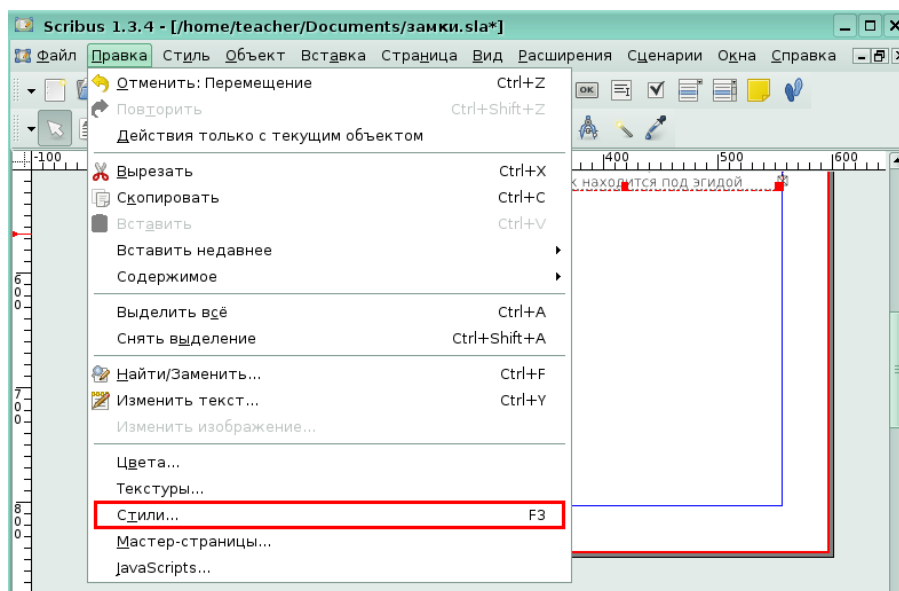 Scribus 1.3.4 - [/home/teacher/Documents/замки.sla*]
Файл Правка Стиль Объект Вставка Страница Вид Расширения Сценарии Окна Справка
Отменить: Перемещение Ctrl+Z
Повторить Ctrl+Shift+Z
OK
Действия только с текущим объектом
-100 400 500 600
Вырезать Ctrl+X
к находится под эгидой
Скопировать Ctrl+C
Вставить Ctrl+V
Вставить недавнее
Содержимое
600
Выделить всё Ctrl+A
Снять выделение Ctrl+Shift+A
Найти/Заменить... Ctrl+F
Изменить текст... Ctrl+Y
700
Изменить изображение...
Цвета...
Текстуры...
Стили... F3
800
Мастер-страницы...
JavaScripts...